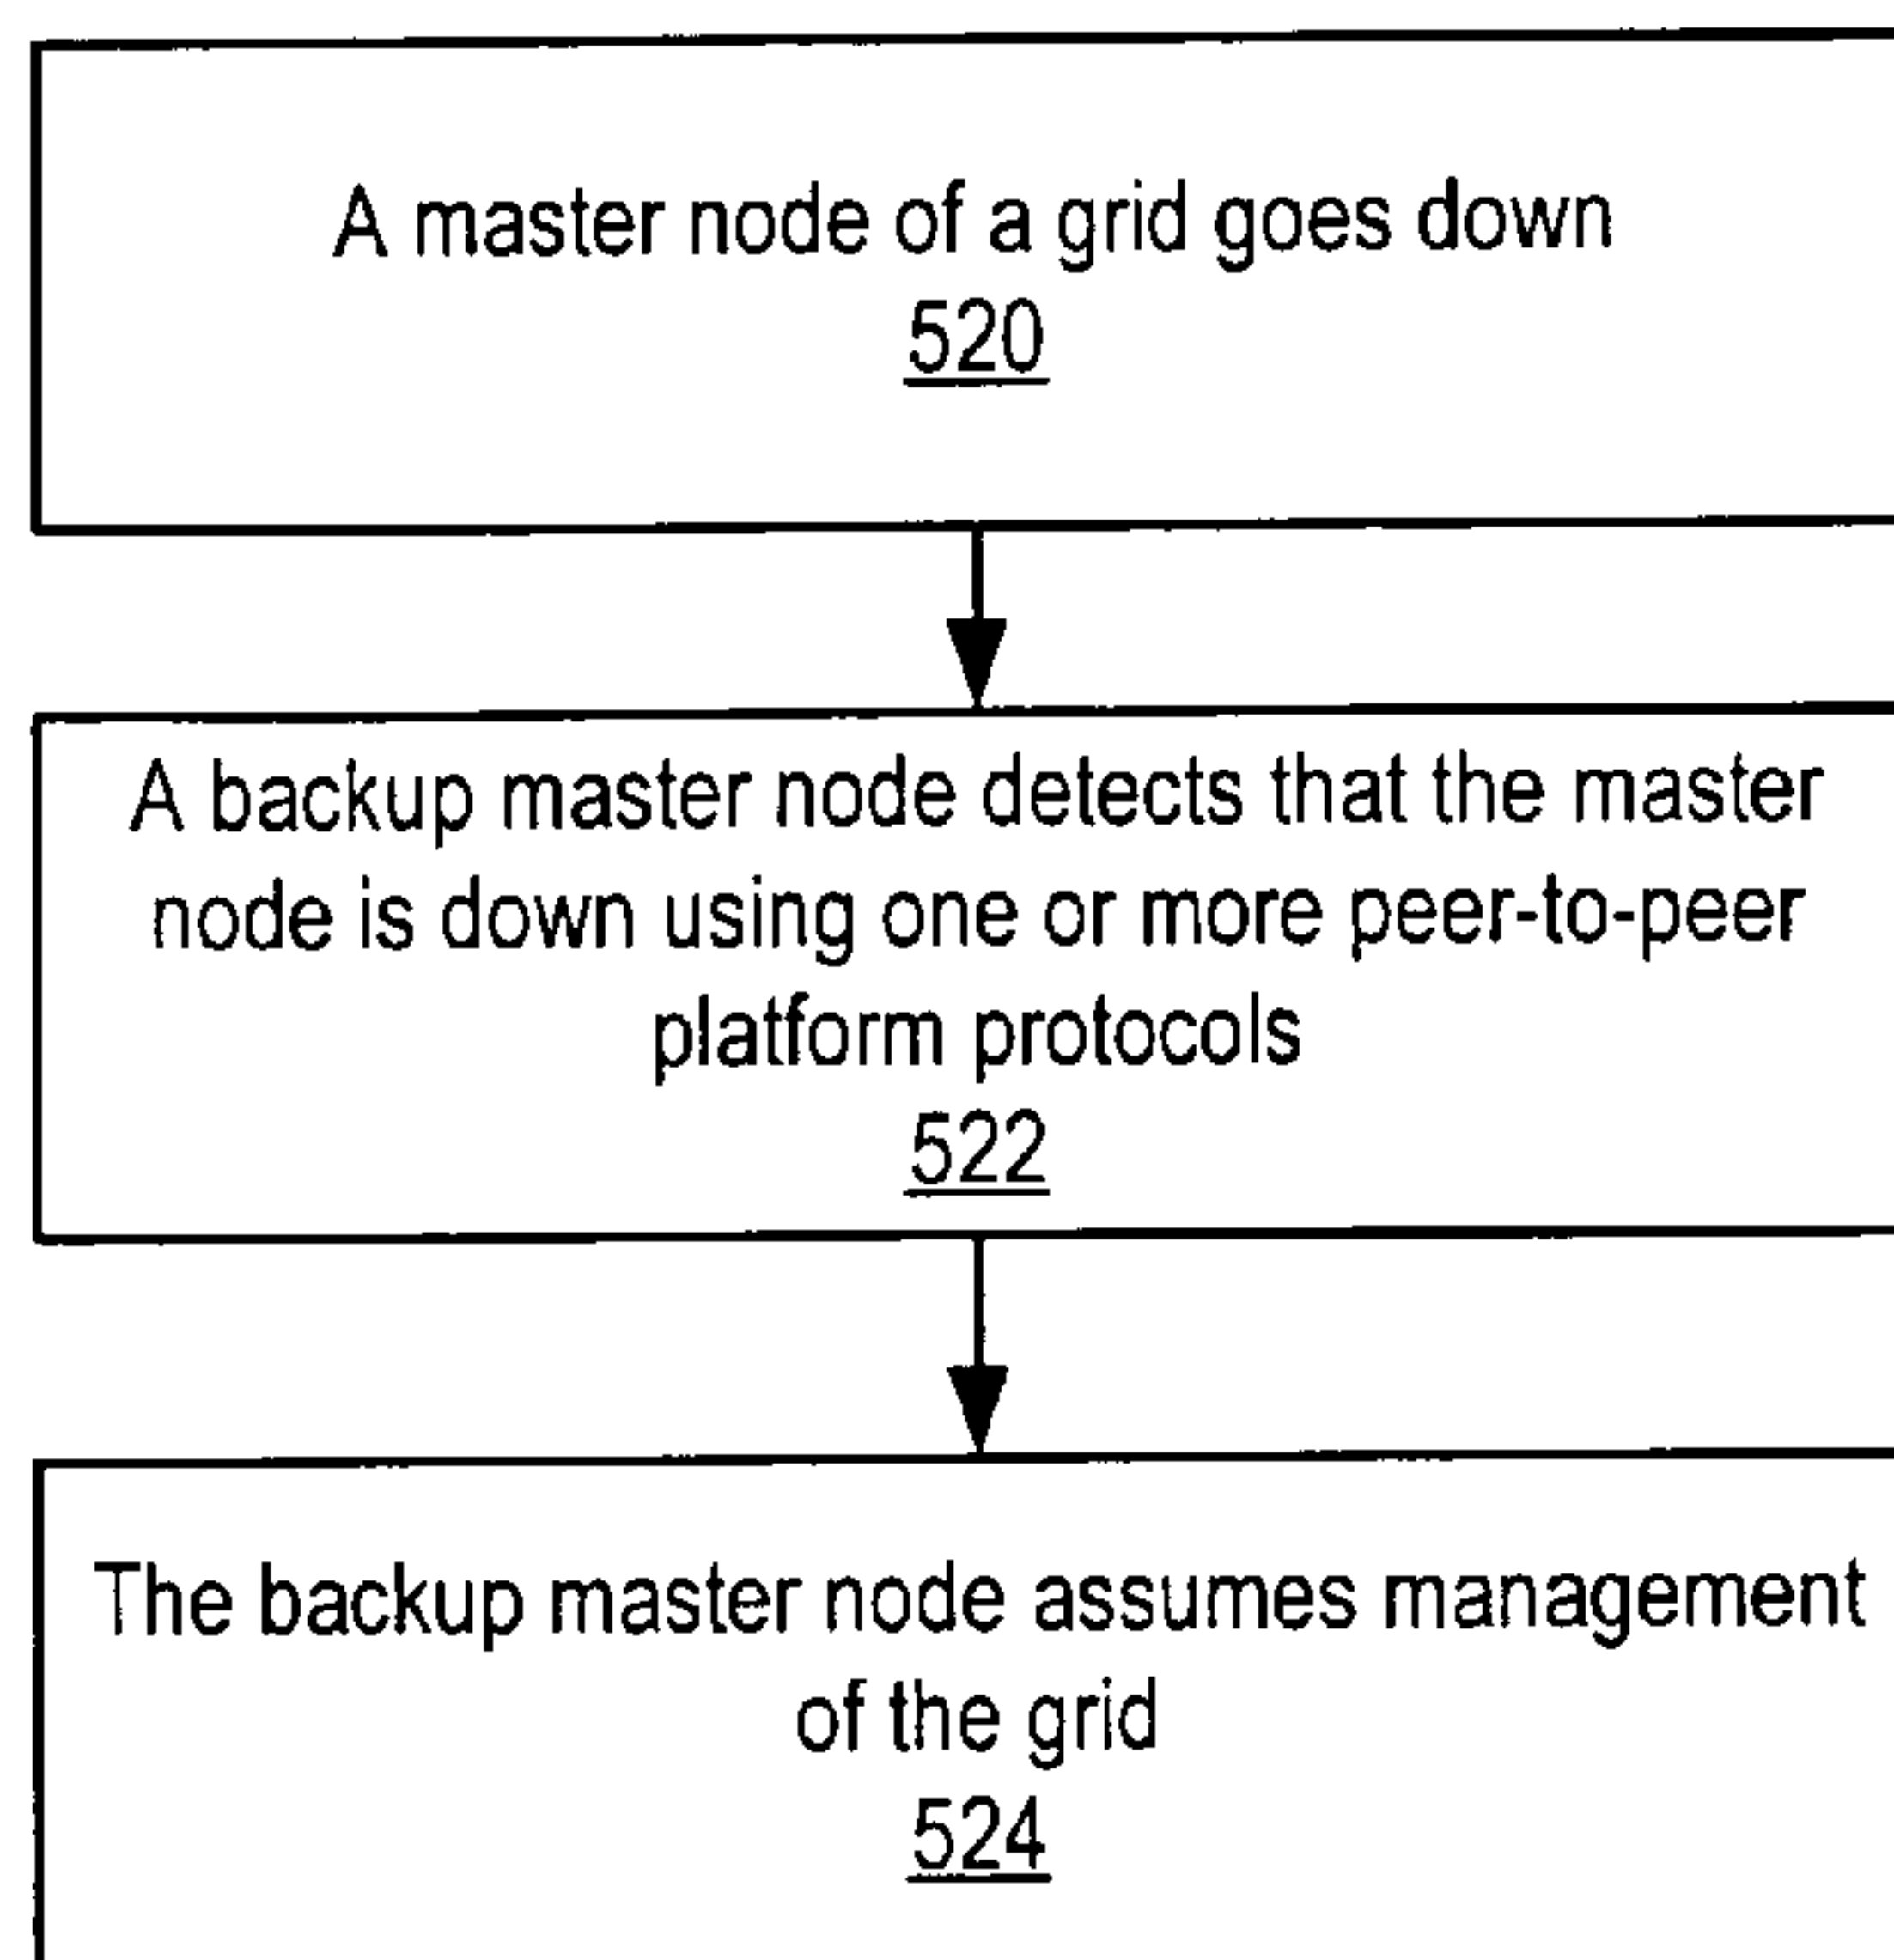 A master node of a grid goes down
520
A backup master node detects that the master
node is down using one or more peer-to-peer
platform protocols
522
The backup master node assumes management
of the grid
524